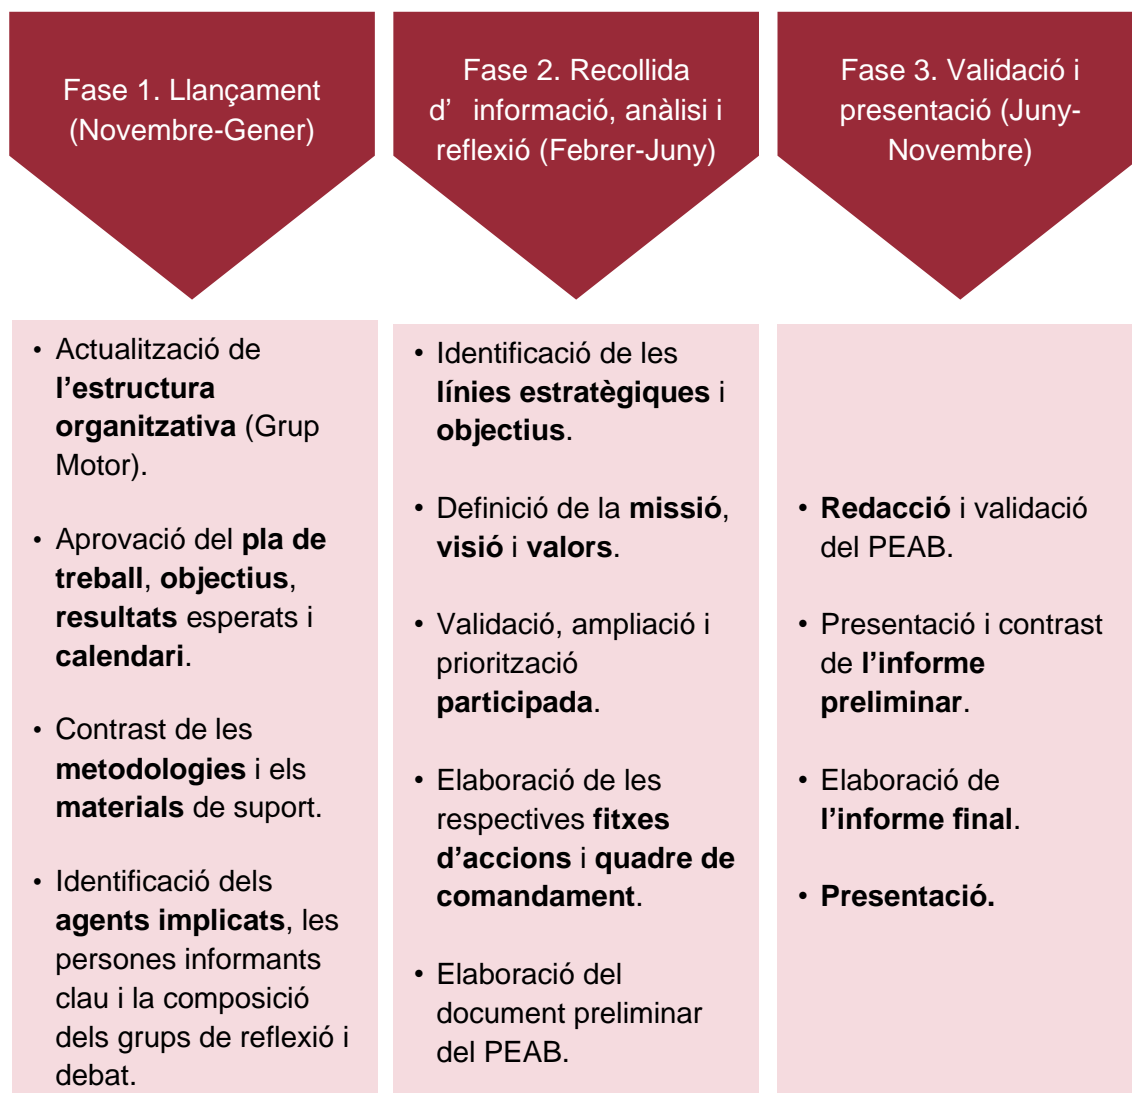 Fase 1. Llançament
(Novembre-Gener)
Fase 2. Recollida
d’ informació, anàlisi i
reflexió (Febrer-Juny)
Fase 3. Validació i
presentació (Juny-
Novembre)
• Actualització de
l’estructura
organitzativa (Grup
Motor).
• Aprovació del pla de
treball, objectius,
resultats esperats i
calendari.
• Contrast de les
metodologies i els
materials de suport.
• Identificació dels
agents implicats, les
persones informants
clau i la composició
dels grups de reflexió i
debat.
• Identificació de les
línies estratègiques i
objectius.
• Definició de la missió,
visió i valors.
• Validació, ampliació i
priorització
participada.
• Elaboració de les
respectives fitxes
d’accions i quadre de
comandament.
• Elaboració del
document preliminar
del PEAB.
• Redacció i validació
del PEAB.
• Presentació i contrast
de l’informe
preliminar.
• Elaboració de
l’informe final.
• Presentació.